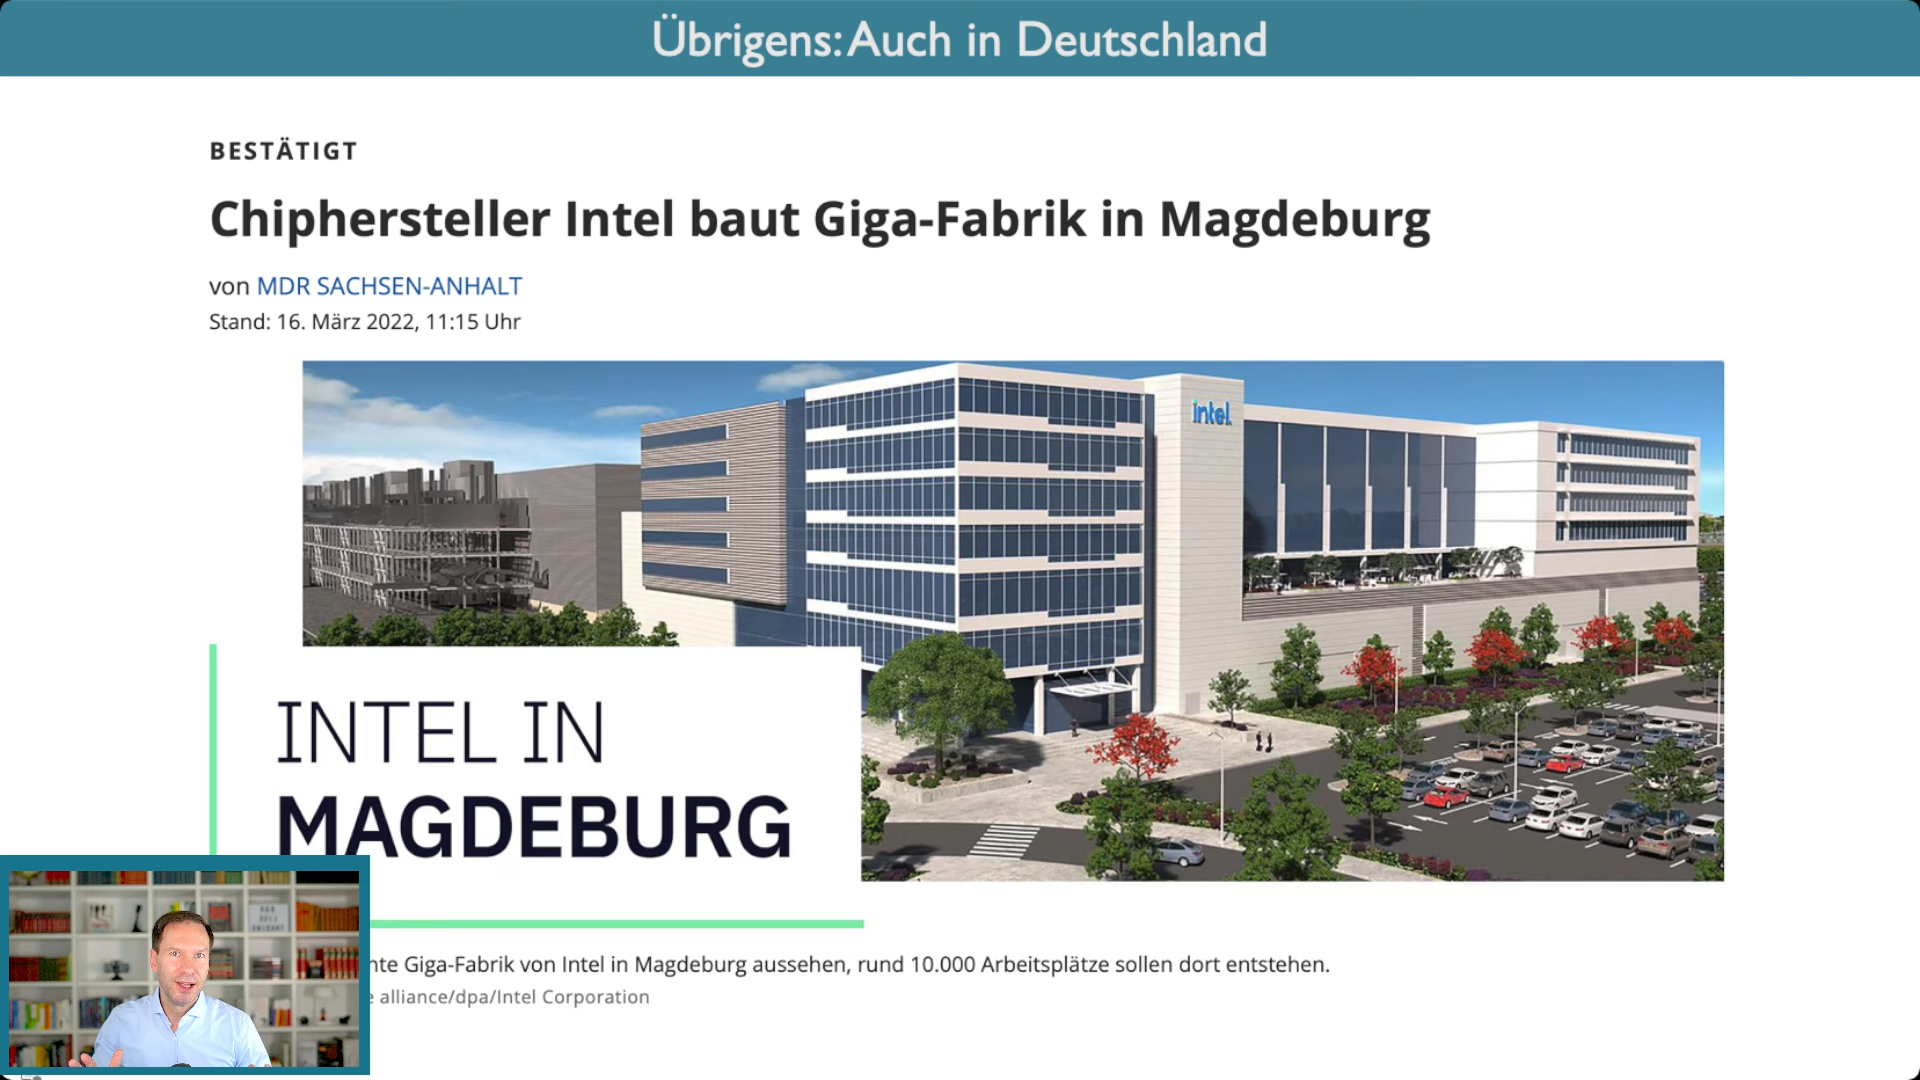 Übrigens: Auch in Deutschland
BESTÄTIGT
Chiphersteller Intel baut Giga-Fabrik in Magdeburg
von MDR SACHSEN-ANHALT
Stand: 16. März 2022, 11:15 Uhr
intel.
INTEL IN
MAGDEBURG
Giga-Fabrik von Intel in Magdeburg aussehen, rund 10.000 Arbeitsplätze sollen dort entstehen.
alliance/dpa/Intel Corporation